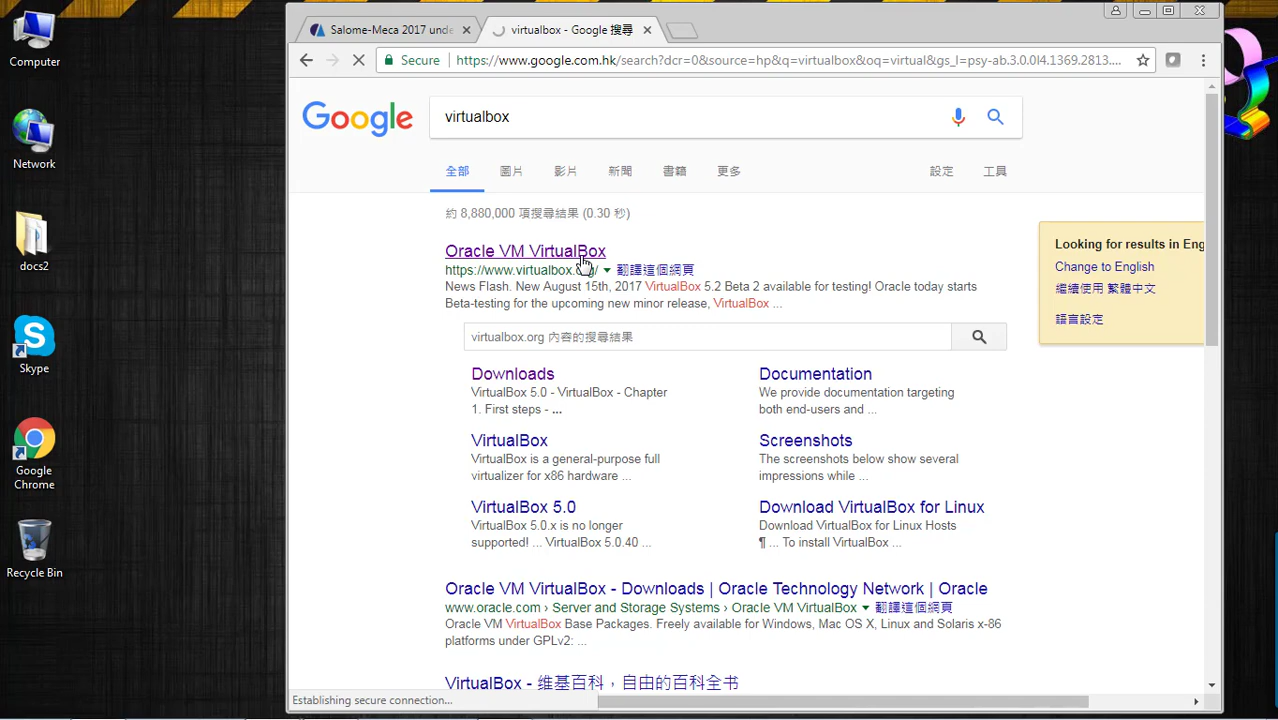 Computer
Network
docs2
Skype
Google
Chrome
Recycle Bin
Salome-Meca 2017 unde
virtualbox - Google 搜尋
Secure
https://www.google.com.hk/search?dcr=0&source=hp&q=virtualbox&oq=virtual&gs_l=psy-ab.3.0.0l4.1369.2813....
Google
virtualbox
全部 圖片 影片 新聞 書籍 更多 設定 工具
約 8,880,000 項搜尋結果 (0.30 秒)
Oracle VM VirtualBox
https://www.virtualbox.org/ 翻譯這個網頁
News Flash. New August 15th, 2017 VirtualBox 5.2 Beta 2 available for testing! Oracle today starts
Beta-testing for the upcoming new minor release, VirtualBox ...
virtualbox.org 內容的搜尋結果
Downloads
VirtualBox 5.0 - VirtualBox - Chapter
1. First steps - ...
Documentation
We provide documentation targeting
both end-users and ...
VirtualBox
VirtualBox is a general-purpose full
virtualizer for x86 hardware ...
Screenshots
The screenshots below show several
impressions while ...
VirtualBox 5.0
VirtualBox 5.0.x is no longer
supported! ... VirtualBox 5.0.40 ...
Download VirtualBox for Linux
Download VirtualBox for Linux Hosts
¶ ... To install VirtualBox ...
Oracle VM VirtualBox - Downloads | Oracle Technology Network | Oracle
www.oracle.com › Server and Storage Systems › Oracle VM VirtualBox 翻譯這個網頁
Oracle VM VirtualBox Base Packages. Freely available for Windows, Mac OS X, Linux and Solaris x-86
platforms under GPLv2: ...
VirtualBox - 维基百科，自由的百科全书
Looking for results in Eng
Change to English
繼續使用 繁體中文
語言設定
Establishing secure connection...